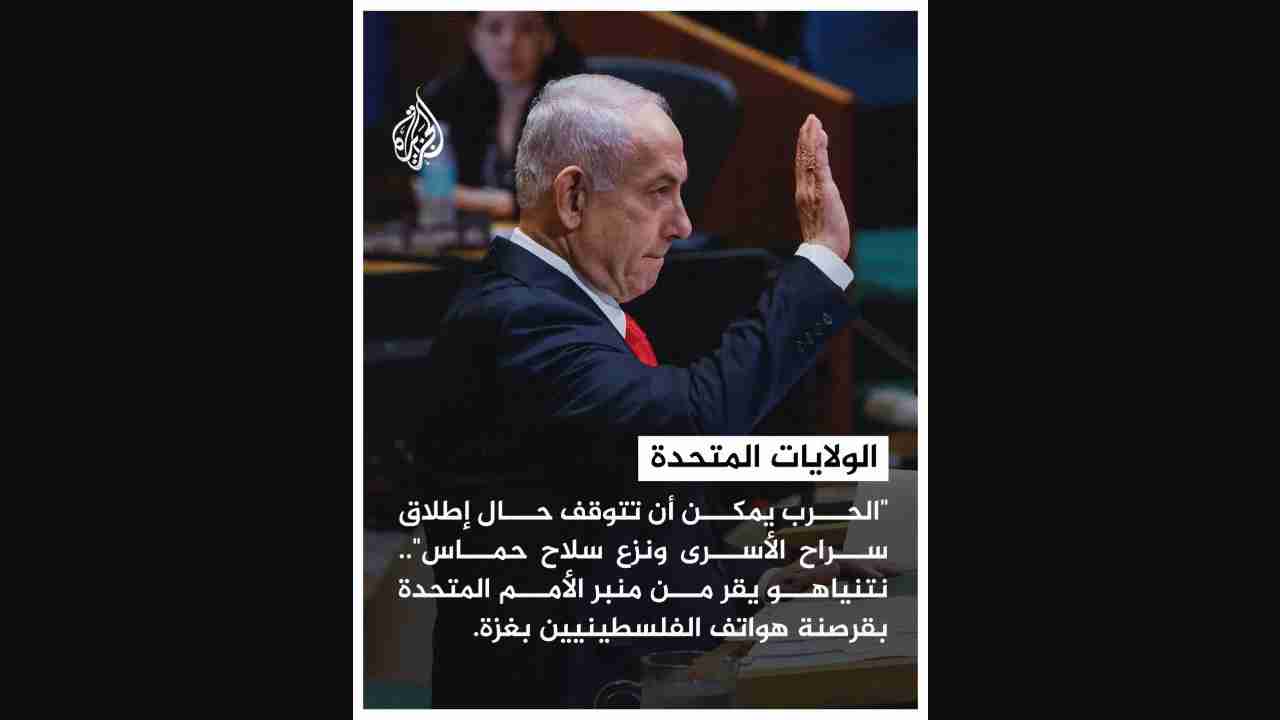 الجزيرة
الولايات المتحدة
"الحرب يمكن أن تتوقف حال إطلاق
سراح الأسرى ونزع سلاح حماس"..
نتنياهو يقر من منبر الأمم المتحدة
بقرصنة هواتف الفلسطينيين بغزة.